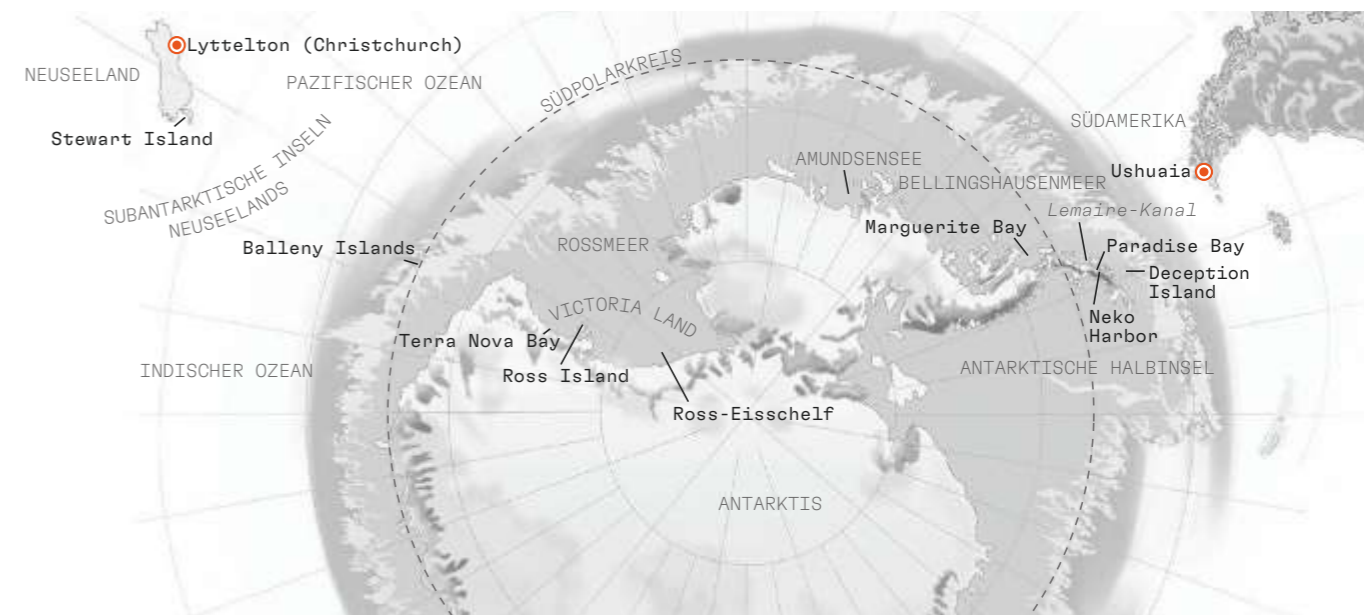 Lyttelton (Christchurch)
NEUSEELAND
PAZIFISCHER OZEAN
SÜDPOLARKREIS
Stewart Island
SUBANTARKTISCHE INSELN
NEUSEELANDS
Balleny Islands
ROSSMEER
AMUNDSENSEE
BELLINGSHAUSENMEER
SÜDAMERIKA
Ushuaia
Lemaire-Kanal
Marguerite Bay
Paradise Bay
Deception
Island
Neko
Harbor
VICTORIA LAND
Terra Nova Bay
Ross Island
INDISCHER OZEAN
ANTARKTISCHE HALBINSEL
Ross-Eisschelf
ANTARKTIS